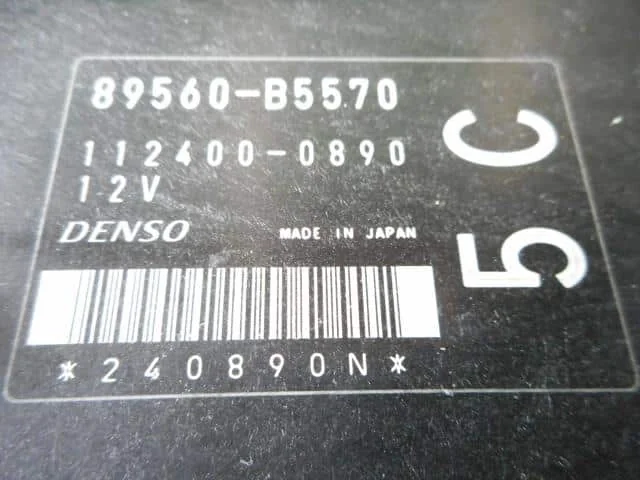 89560-B5570
112400-0890
12V
DENSO MADE IN JAPAN
*240890N*
5C